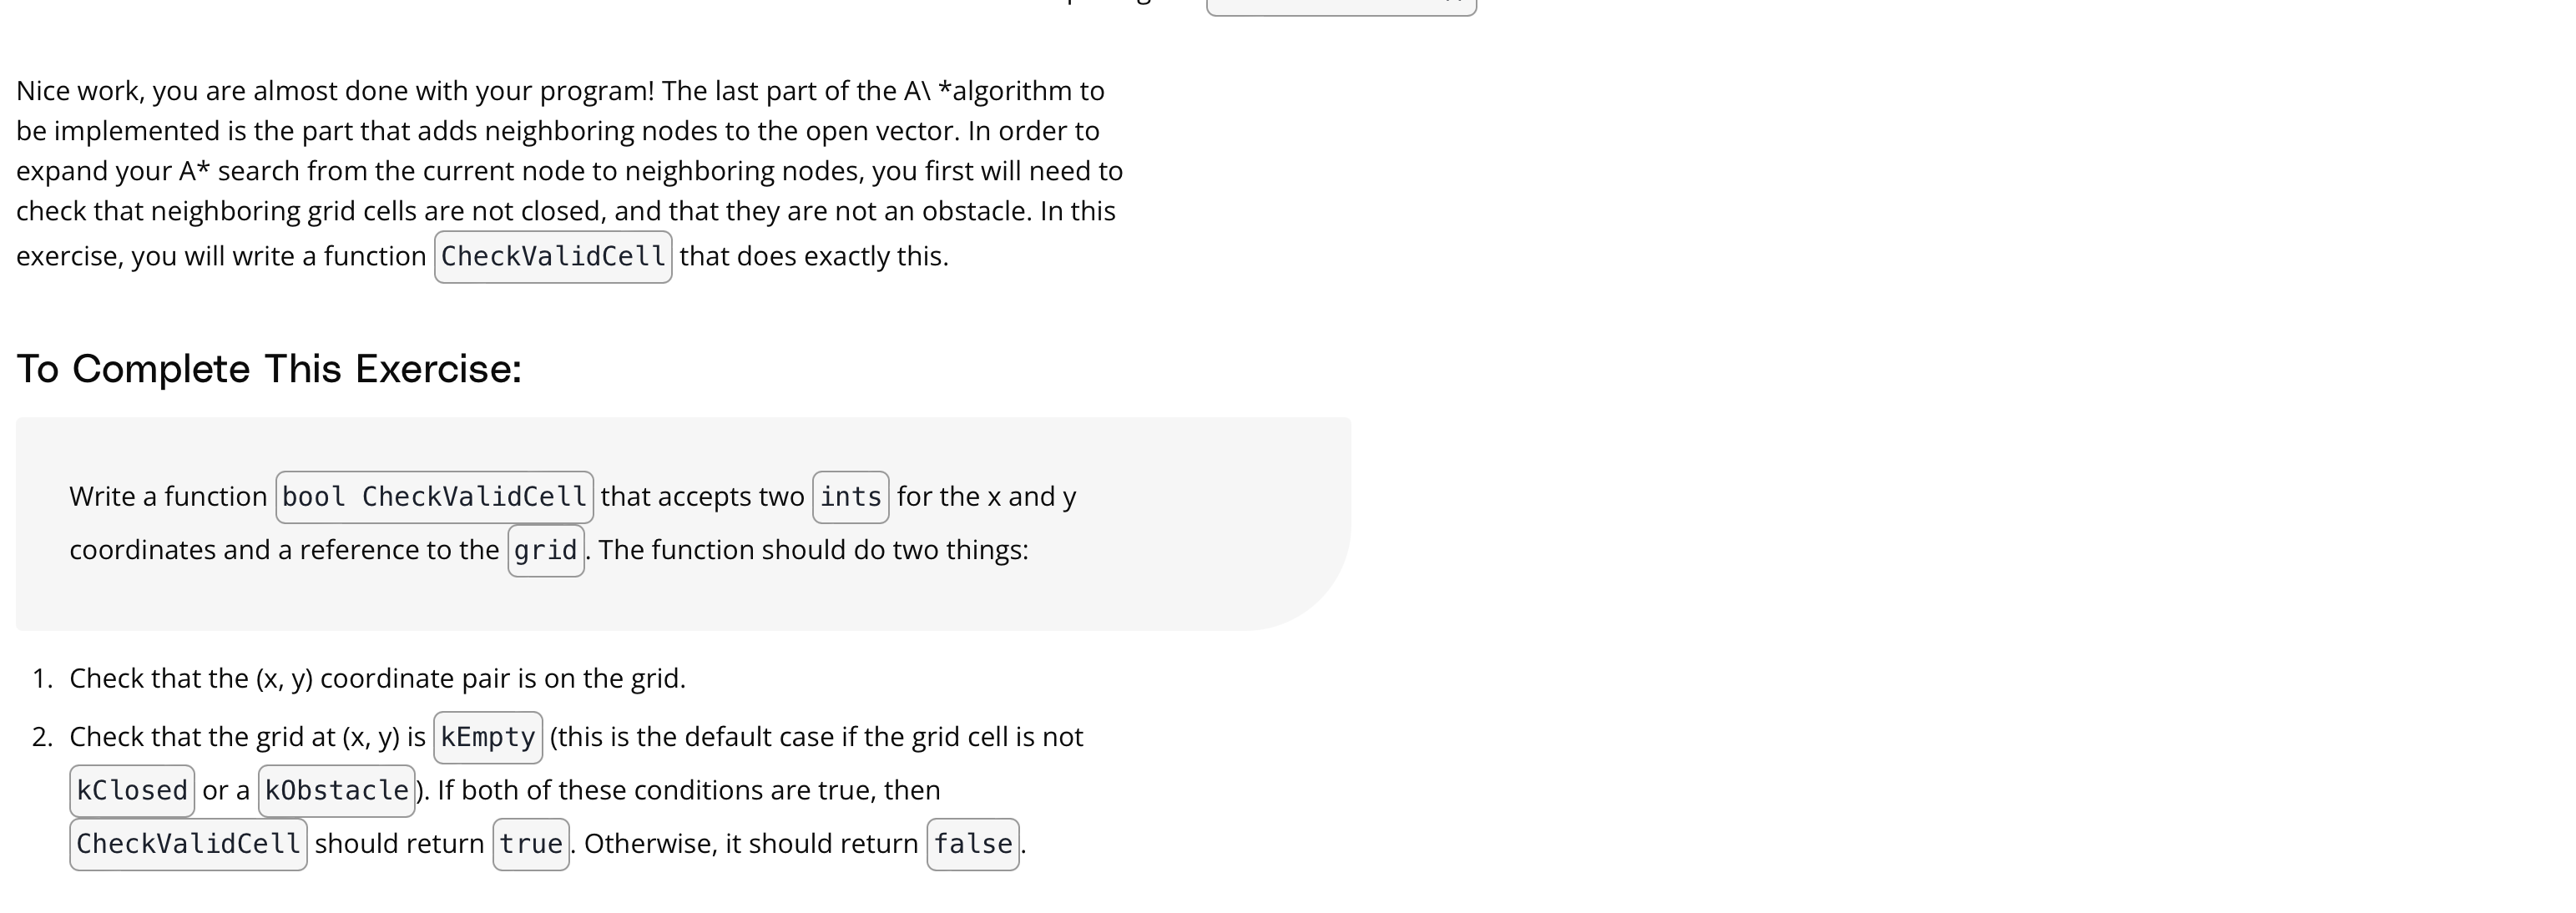 Nice work, you are almost done with your program! The last part of the A\ *algorithm to
be implemented is the part that adds neighboring nodes to the open vector. In order to
expand your A* search from the current node to neighboring nodes, you first will need to
check that neighboring grid cells are not closed, and that they are not an obstacle. In this
exercise, you will write a function CheckValidCell that does exactly this.
To Complete This Exercise:
Write a function bool CheckValidCell that accepts two ints for the x and y
coordinates and a reference to the grid. The function should do two things:
1. Check that the (x, y) coordinate pair is on the grid.
2. Check that the grid at (x, y) is kEmpty (this is the default case if the grid cell is not
kClosed or a kObstacle). If both of these conditions are true, then
CheckValidCell should return true. Otherwise, it should return false.